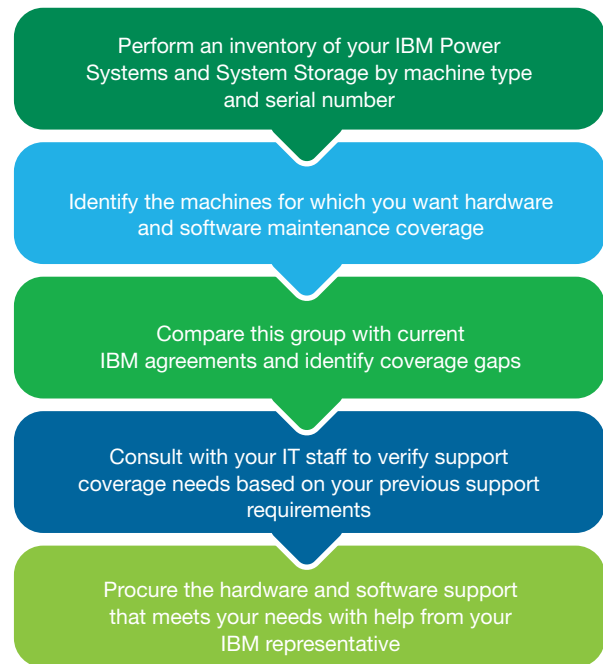 Perform an inventory of your IBM Power
Systems and System Storage by machine type
and serial number
Identify the machines for which you want hardware
and software maintenance coverage
Compare this group with current
IBM agreements and identify coverage gaps
Consult with your IT staff to verify support
coverage needs based on your previous support
requirements
Procure the hardware and software support
that meets your needs with help from your
IBM representative